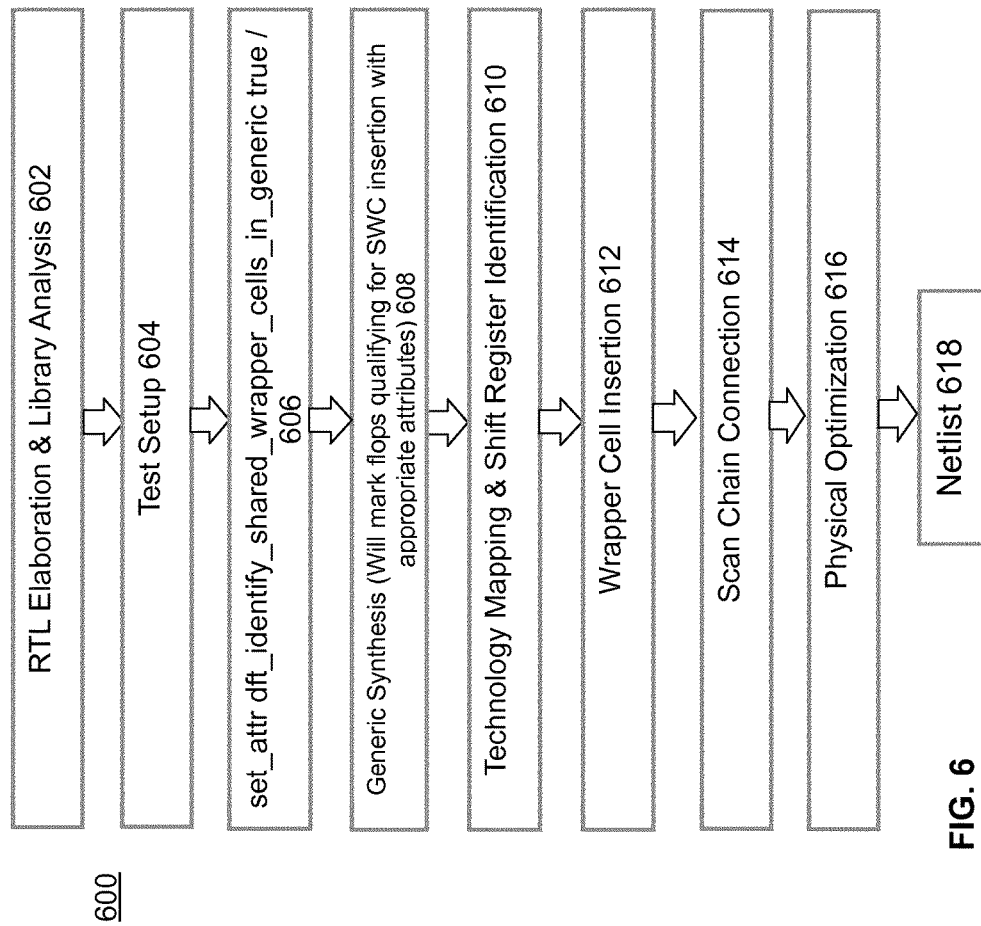 600
RTL Elaboration & Library Analysis 602
Test Setup 604
set_attr dft_identify_shared_wrapper_cells_in_generic true /
606
Generic Synthesis (Will mark flops qualifying for SWC insertion with
appropriate attributes) 608
Technology Mapping & Shift Register Identification 610
Wrapper Cell Insertion 612
Scan Chain Connection 614
Physical Optimization 616
Netlist 618
FIG. 6